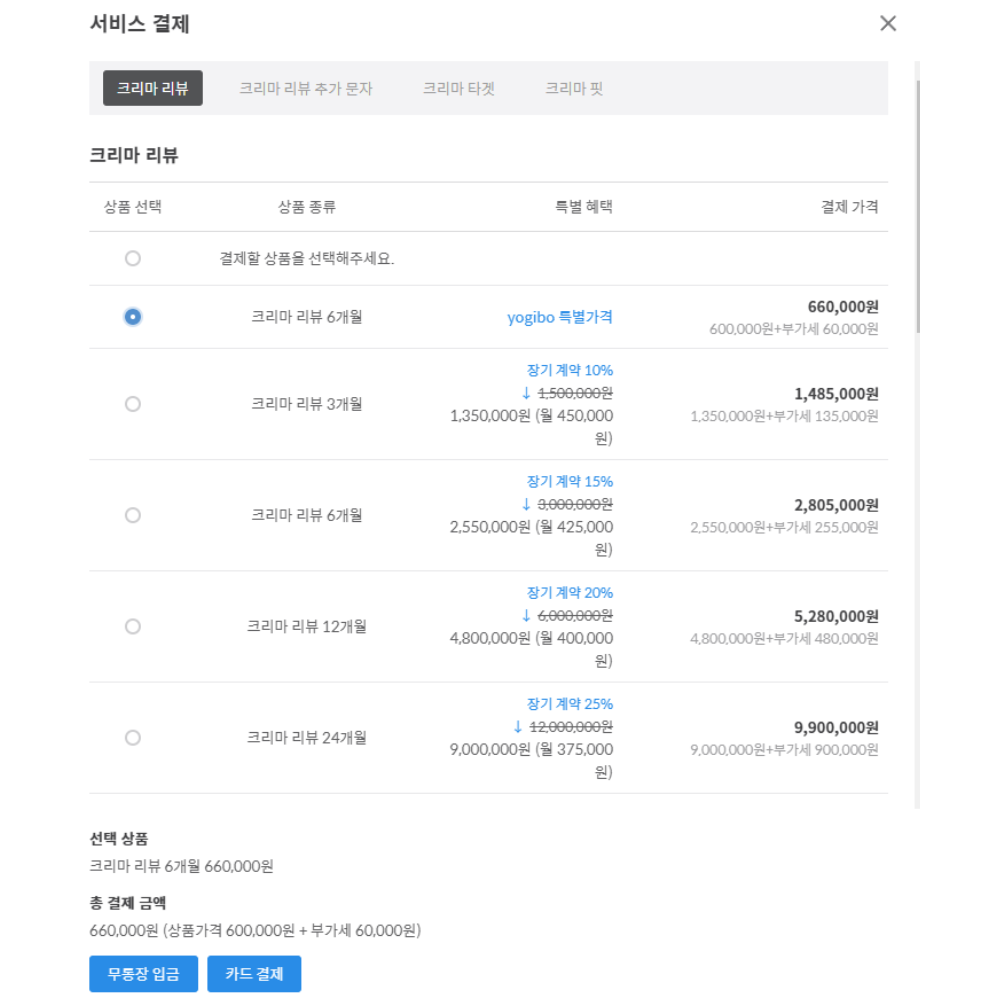 서비스 결제
크리마 리뷰 크리마 리뷰 추가 문자 크리마 타겟 크리마 핏
크리마 리뷰
상품 선택 상품 종류 특별 혜택 결제 가격
결제할 상품을 선택해주세요.
크리마 리뷰 6개월 yogibo 특별가격 660,000원
600,000원+부가세 60,000원
장기 계약 10%
↓ 1,500,000원
크리마 리뷰 3개월 1,350,000원 (월 450,000
원)
1,485,000원
1,350,000원+부가세 135,000원
장기 계약 15%
↓ 3,000,000원
크리마 리뷰 6개월 2,550,000원 (월 425,000
원)
2,805,000원
2,550,000원+부가세 255,000원
장기 계약 20%
↓ 6,000,000원
크리마 리뷰 12개월 4,800,000원 (월 400,000
원)
5,280,000원
4,800,000원+부가세 480,000원
장기 계약 25%
↓ 12,000,000원
크리마 리뷰 24개월 9,000,000원 (월 375,000
원)
9,900,000원
9,000,000원+부가세 900,000원
선택 상품
크리마 리뷰 6개월 660,000원
총 결제 금액
660,000원 (상품가격 600,000원 + 부가세 60,000원)
무통장 입금 카드 결제